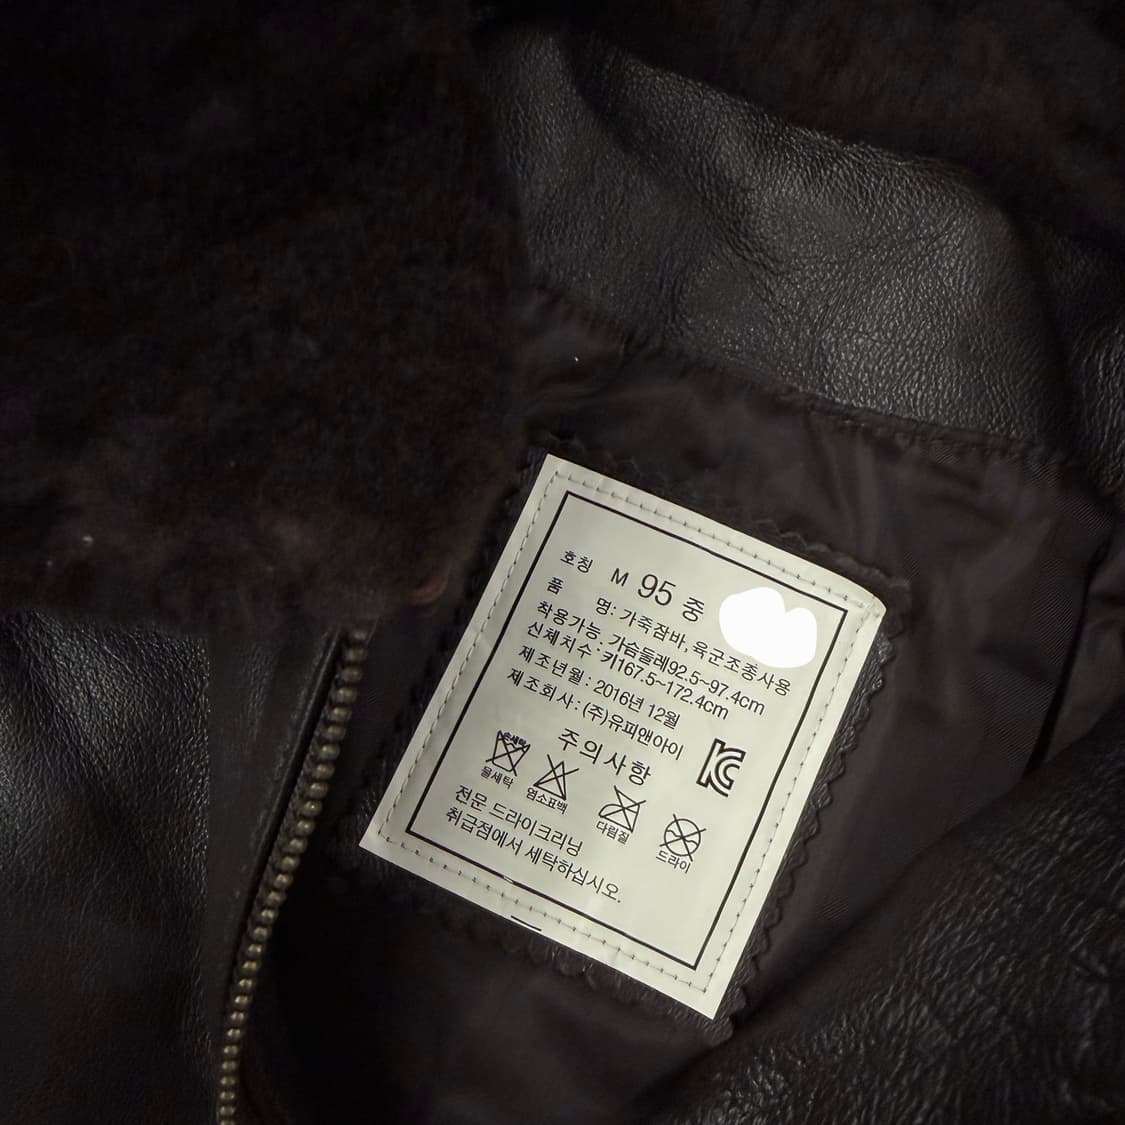 호칭 M 95 중
품 명: 가죽잠바, 육군조종사용
착용가능 가슴둘레92.5~97.4cm
신체치수 : 키167.5~172.4cm
제조년월 : 2016년 12월
제조회사 : (주)유피앤아이
주의사항
손세탁
물세탁 염소표백 다림질 드라이
전문 드라이크리닝
취급점에서 세탁하십시오.